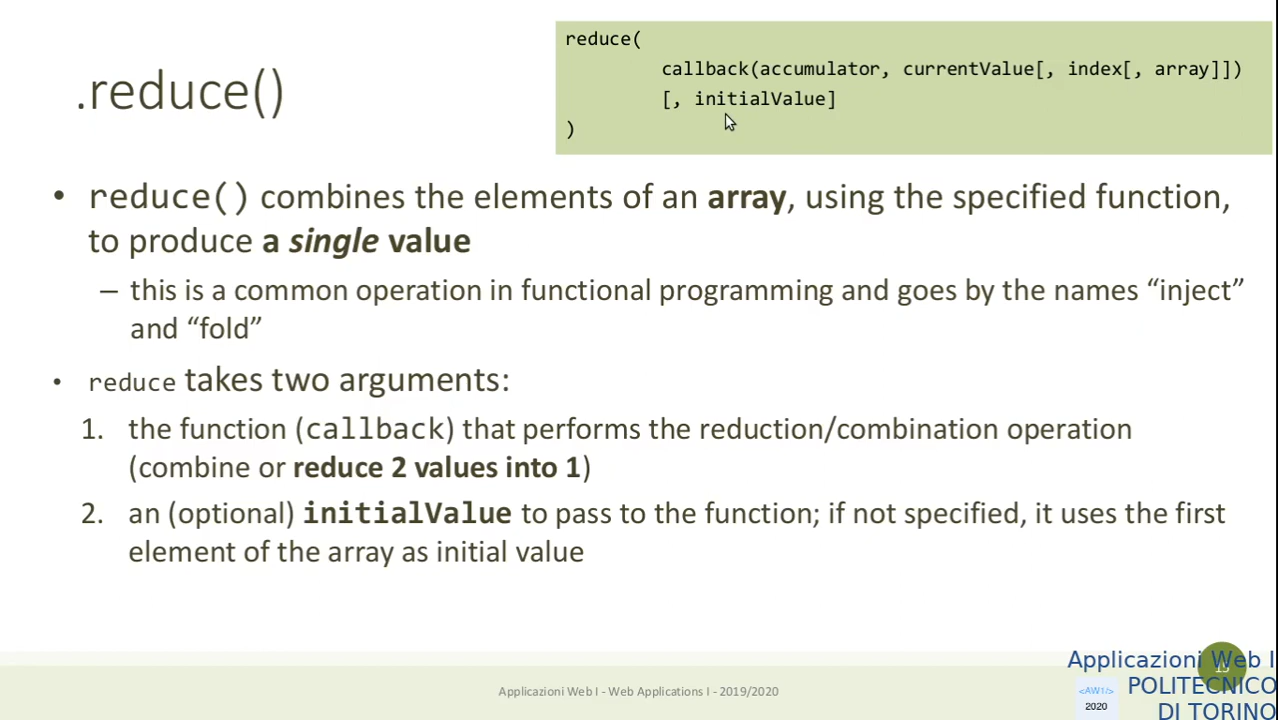 .reduce()
reduce(
callback(accumulator, currentValue[, index[, array]])
[, initialValue]
)
• reduce() combines the elements of an array, using the specified function,
to produce a single value
– this is a common operation in functional programming and goes by the names “inject”
and “fold”
• reduce takes two arguments:
1. the function (callback) that performs the reduction/combination operation
(combine or reduce 2 values into 1)
2. an (optional) initialValue to pass to the function; if not specified, it uses the first
element of the array as initial value
Applicazioni Web I - Web Applications I - 2019/2020
Applicazioni Web I
POLITECNICO
DI TORINO
<AW1/>
2020